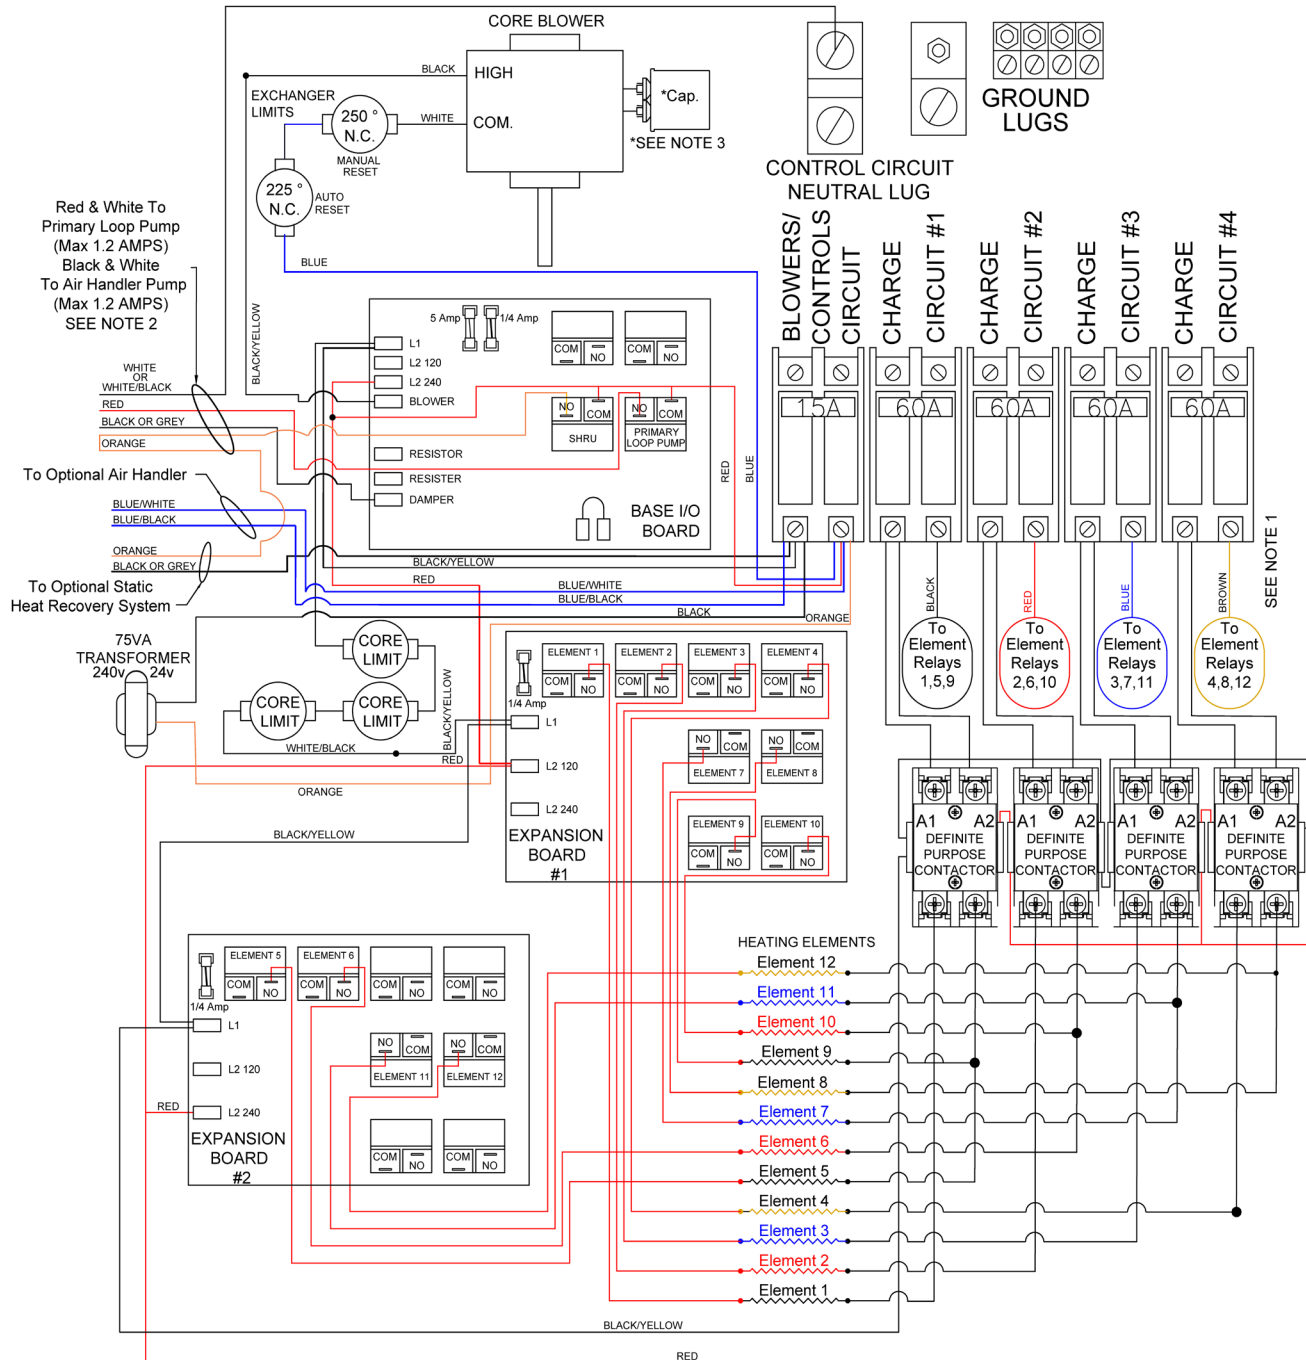 CORE BLOWER
BLACK
HIGH
EXCHANGER
LIMITS
250 °
N.C.
WHITE
COM.
*Cap.
*SEE NOTE 3
MANUAL
RESET
225 °
N.C.
AUTO
RESET
BLUE
GROUND
LUGS
CONTROL CIRCUIT
NEUTRAL LUG
Red & White To
Primary Loop Pump
(Max 1.2 AMPS)
Black & White
To Air Handler Pump
(Max 1.2 AMPS)
SEE NOTE 2
BLACK/YELLOW
BLOWERS/
CONTROLS
CIRCUIT
CHARGE
CIRCUIT #1
CHARGE
CIRCUIT #2
CHARGE
CIRCUIT #3
CHARGE
CIRCUIT #4
15A
60A
60A
60A
60A
5 Amp
1/4 Amp
L1
L2 120
L2 240
BLOWER
RESISTOR
RESISTER
DAMPER
COM
NO
COM
NO
NO
COM
SHRU
NO
COM
PRIMARY
LOOP PUMP
BASE I/O
BOARD
WHITE
OR
WHITE/BLACK
RED
BLACK OR GREY
ORANGE
To Optional Air Handler
BLUE/WHITE
BLUE/BLACK
ORANGE
BLACK OR GREY
To Optional Static
Heat Recovery System
RED
BLUE
BLACK/YELLOW
RED
BLUE/WHITE
BLUE/BLACK
BLACK
ORANGE
BLACK
RED
BLUE
BROWN
SEE NOTE 1
To
Element
Relays
1,5,9
To
Element
Relays
2,6,10
To
Element
Relays
3,7,11
To
Element
Relays
4,8,12
75VA
TRANSFORMER
240v
24v
CORE
LIMIT
CORE
LIMIT
CORE
LIMIT
WHITE/BLACK
BLACK/YELLOW
RED
ORANGE
BLACK/YELLOW
1/4 Amp
L1
L2 120
L2 240
ELEMENT 1
COM
NO
ELEMENT 2
COM
NO
ELEMENT 3
COM
NO
ELEMENT 4
COM
NO
NO
COM
ELEMENT 7
NO
COM
ELEMENT 8
ELEMENT 9
COM
NO
ELEMENT 10
COM
NO
EXPANSION
BOARD
#1
A1
A2
DEFINITE
PURPOSE
CONTACTOR
A1
A2
DEFINITE
PURPOSE
CONTACTOR
A1
A2
DEFINITE
PURPOSE
CONTACTOR
A1
A2
DEFINITE
PURPOSE
CONTACTOR
ELEMENT 5
COM
NO
ELEMENT 6
COM
NO
COM
NO
COM
NO
1/4 Amp
L1
L2 120
L2 240
RED
NO
COM
ELEMENT 11
NO
COM
ELEMENT 12
COM
NO
COM
NO
EXPANSION
BOARD
#2
HEATING ELEMENTS
Element 12
Element 11
Element 10
Element 9
Element 8
Element 7
Element 6
Element 5
Element 4
Element 3
Element 2
Element 1
BLACK/YELLOW
RED